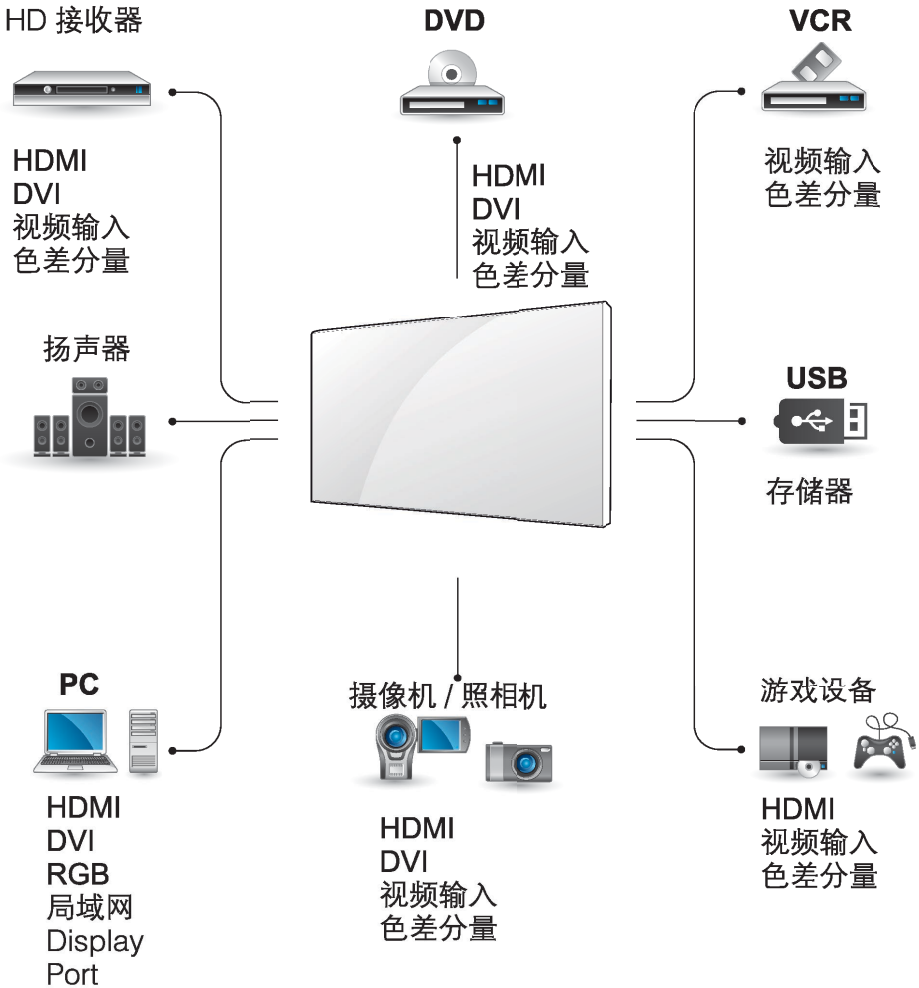 HD 接收器
HDMI
DVI
视频输入
色差分量
DVD
HDMI
DVI
视频输入
色差分量
VCR
视频输入
色差分量
扬声器
USB
存储器
PC
HDMI
DVI
RGB
局域网
Display
Port
摄像机 / 照相机
HDMI
DVI
视频输入
色差分量
游戏设备
HDMI
视频输入
色差分量